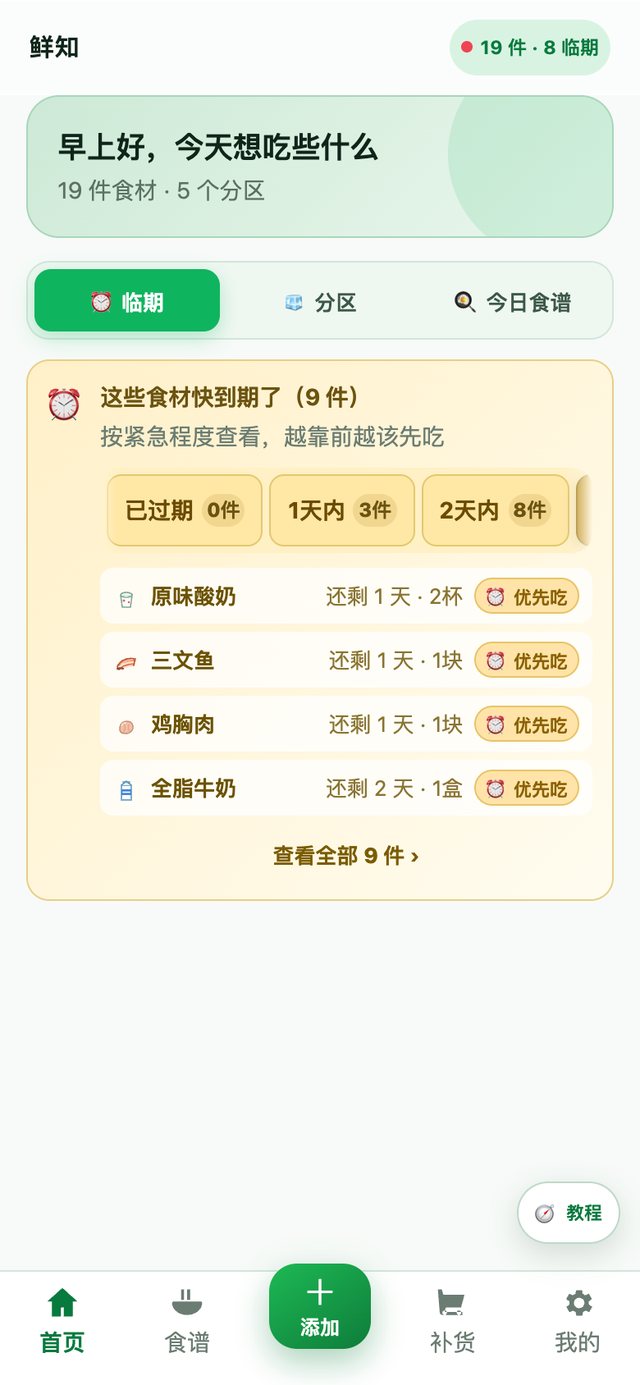 鲜知
19 件 · 8 临期
早上好，今天想吃些什么
19 件食材 · 5 个分区
临期
分区
今日食谱
这些食材快到期了（9 件）
按紧急程度查看，越靠前越该先吃
已过期 0件
1天内 3件
2天内 8件
原味酸奶 还剩 1 天 · 2杯 优先吃
三文鱼 还剩 1 天 · 1块 优先吃
鸡胸肉 还剩 1 天 · 1块 优先吃
全脂牛奶 还剩 2 天 · 1盒 优先吃
查看全部 9 件 ›
教程
首页
食谱
添加
补货
我的